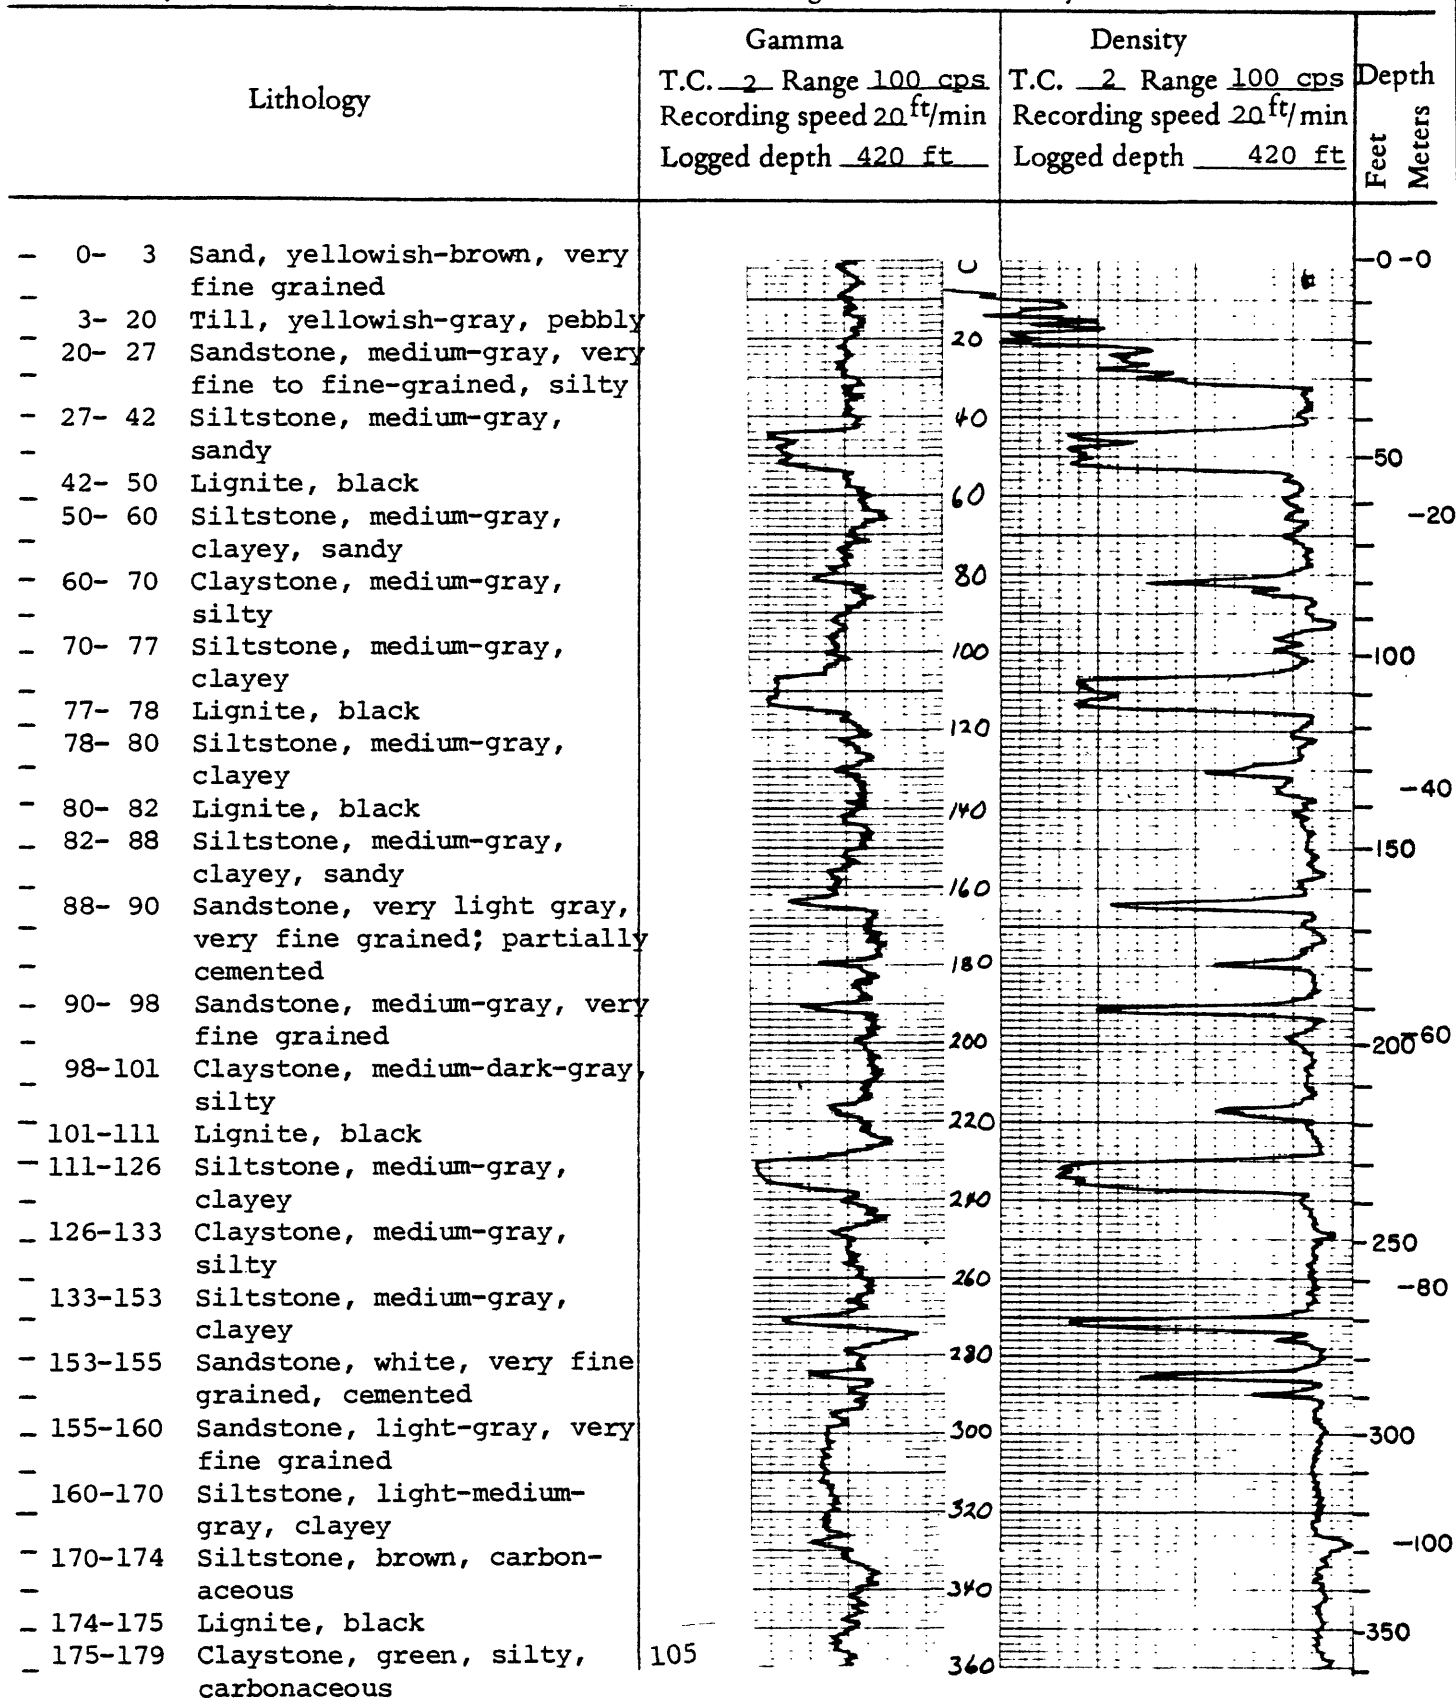 Lithology
Gamma
T.C. 2 Range 100 cps
Recording speed 20 ft/min
Logged depth 420 ft
Density
T.C. 2 Range 100 cps
Recording speed 20 ft/min
Logged depth 420 ft
Depth
Feet
Meters
0- 3 Sand, yellowish-brown, very
fine grained
3- 20 Till, yellowish-gray, pebbly
20- 27 Sandstone, medium-gray, very
fine to fine-grained, silty
27- 42 Siltstone, medium-gray,
sandy
42- 50 Lignite, black
50- 60 Siltstone, medium-gray,
clayey, sandy
60- 70 Claystone, medium-gray,
silty
70- 77 Siltstone, medium-gray,
clayey
77- 78 Lignite, black
78- 80 Siltstone, medium-gray,
clayey
80- 82 Lignite, black
82- 88 Siltstone, medium-gray,
clayey, sandy
88- 90 Sandstone, very light gray,
very fine grained; partially
cemented
90- 98 Sandstone, medium-gray, very
fine grained
98-101 Claystone, medium-dark-gray,
silty
101-111 Lignite, black
111-126 Siltstone, medium-gray,
clayey
126-133 Claystone, medium-gray,
silty
133-153 Siltstone, medium-gray,
clayey
153-155 Sandstone, white, very fine
grained, cemented
155-160 Sandstone, light-gray, very
fine grained
160-170 Siltstone, light-medium-
gray, clayey
170-174 Siltstone, brown, carbon-
aceous
174-175 Lignite, black
175-179 Claystone, green, silty,
carbonaceous
105
20
40
60
80
100
120
140
160
180
200
220
240
260
280
300
320
340
360
-0 -0
-50
-20
-100
-40
-150
-200
-60
-250
-80
-300
-100
-350